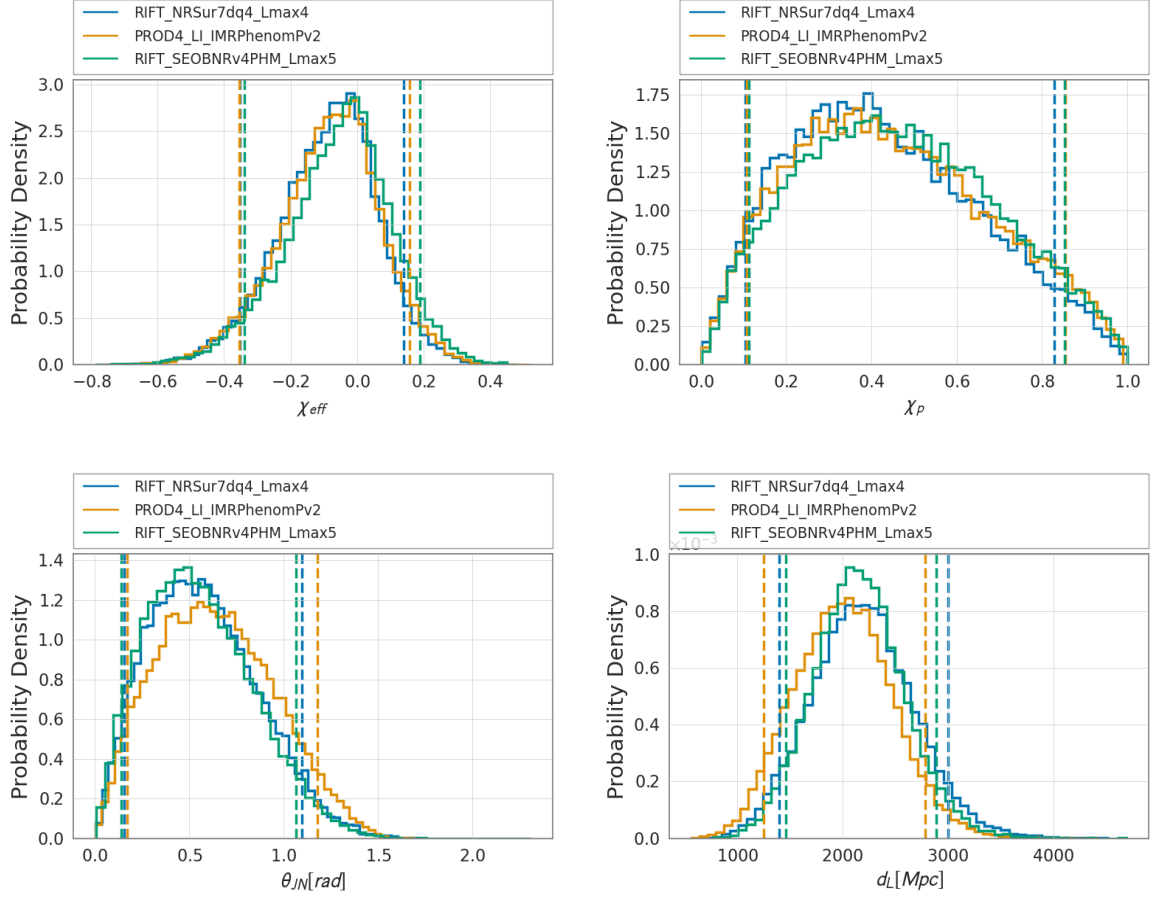 RIFT_NRSur7dq4_Lmax4
PROD4_LI_IMRPhenomPv2
RIFT_SEOBNRv4PHM_Lmax5
3.0
2.5
2.0
1.5
1.0
0.5
0.0
Probability Density
−0.8 −0.6 −0.4 −0.2 0.0 0.2 0.4
χeff
RIFT_NRSur7dq4_Lmax4
PROD4_LI_IMRPhenomPv2
RIFT_SEOBNRv4PHM_Lmax5
1.75
1.50
1.25
1.00
0.75
0.50
0.25
0.00
Probability Density
0.0 0.2 0.4 0.6 0.8 1.0
χp
RIFT_NRSur7dq4_Lmax4
PROD4_LI_IMRPhenomPv2
RIFT_SEOBNRv4PHM_Lmax5
1.4
1.2
1.0
0.8
0.6
0.4
0.2
0.0
Probability Density
0.0 0.5 1.0 1.5 2.0
θJN[rad]
RIFT_NRSur7dq4_Lmax4
PROD4_LI_IMRPhenomPv2
RIFT_SEOBNRv4PHM_Lmax5
×10−3
1.0
0.8
0.6
0.4
0.2
0.0
Probability Density
1000 2000 3000 4000
dL[Mpc]